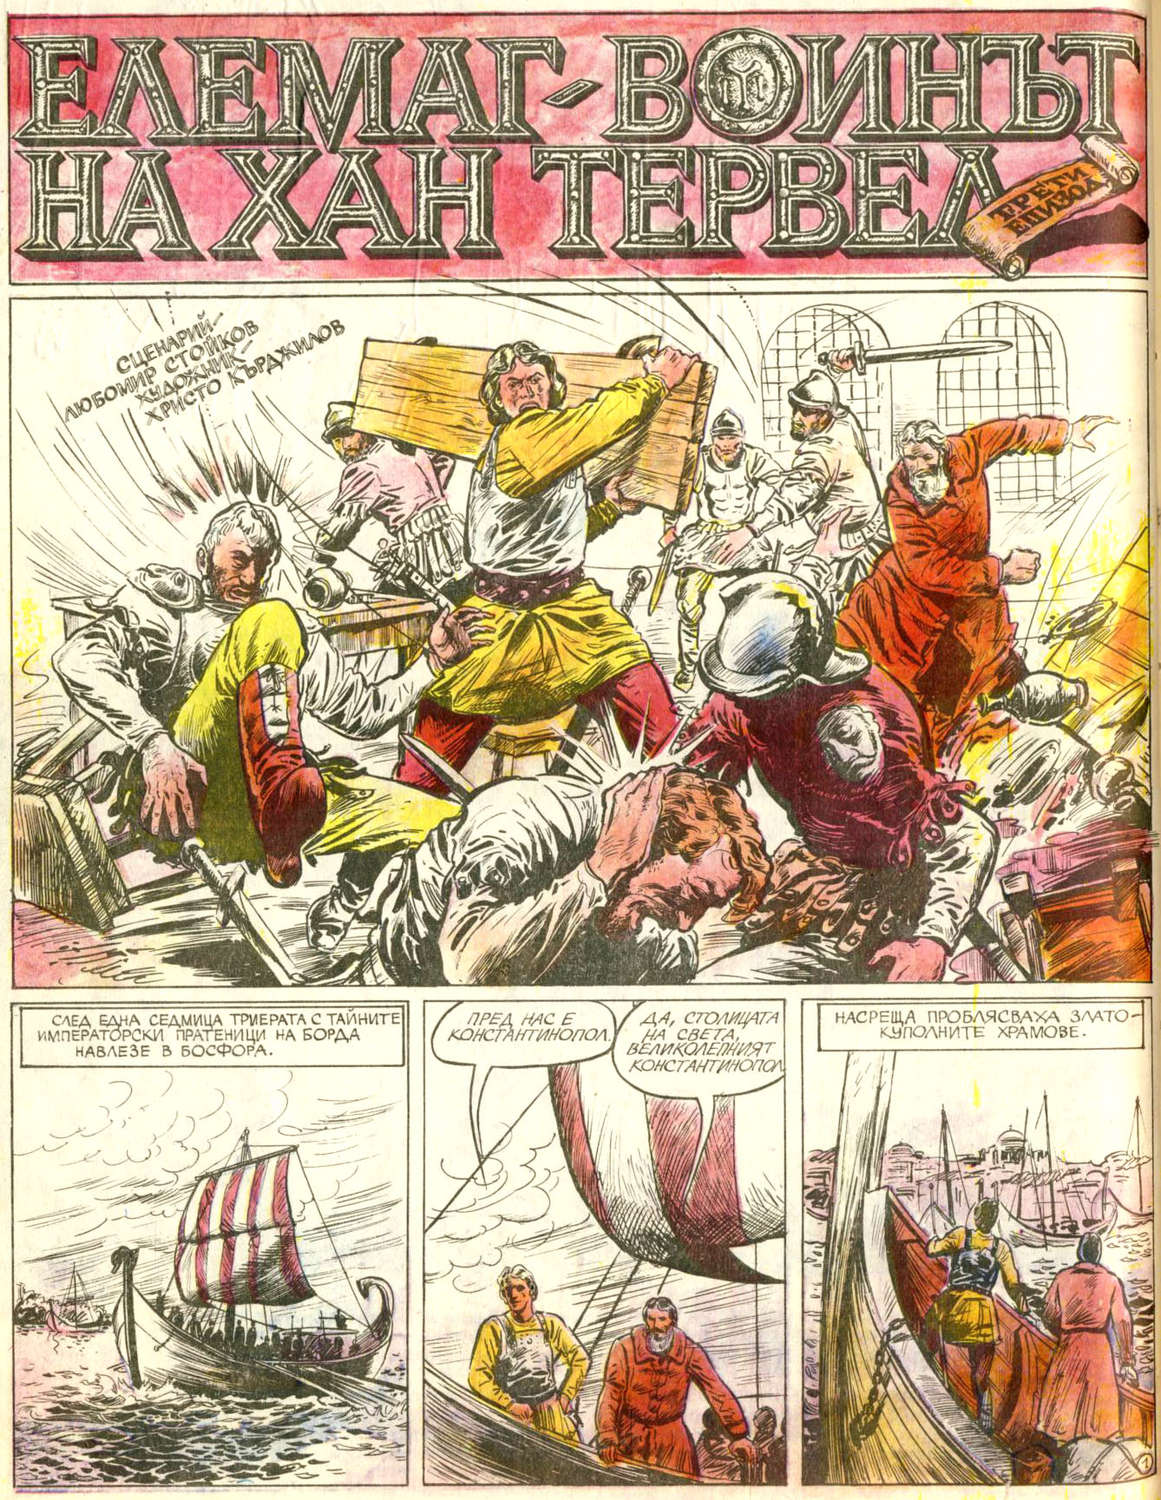 ЕЛЕМАГ-ВОИНЪТ
НА ХАН ТЕРВЕЛ
ТРЕТИ
ЕПИЗОД
СЦЕНАРИЙ-
ЛЮБОМИР СТОЙКОВ
ХУДОЖНИК-
ХРИСТО КЪРДЖИЛОВ
СЛЕД ЕДНА СЕДМИЦА ТРИЕРАТА С ТАЙНИТЕ
ИМПЕРАТОРСКИ ПРАТЕНИЦИ НА БОРДА
НАВЛЕЗЕ В БОСФОРА.
ПРЕД НАС Е
КОНСТАНТИНОПОЛ.
ДА, СТОЛИЦАТА
НА СВЕТА,
ВЕЛИКОЛЕПНИЯТ
КОНСТАНТИНОПОЛ
НАСРЕЩА ПРОБЛЯСВАХА ЗЛАТО-
КУПОЛНИТЕ ХРАМОВЕ.
1